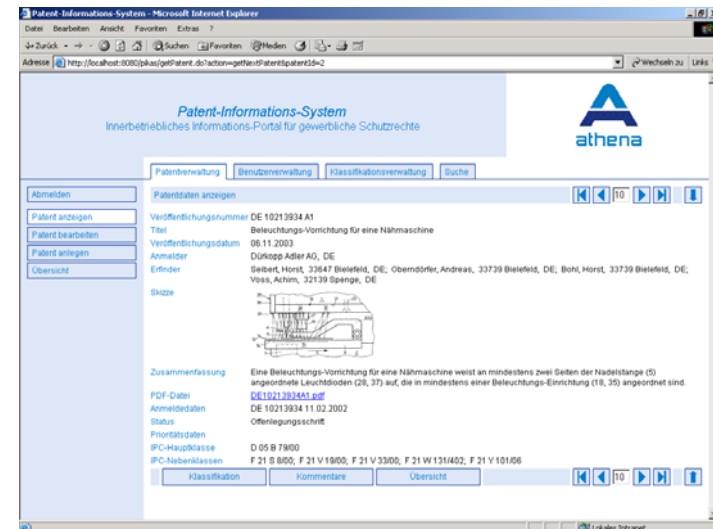 Patent-Informations-System - Microsoft Internet Explorer
Datei Bearbeiten Ansicht Favoriten Extras ?
Zurück Suchen Favoriten Medien
Adresse http://localhost:8080/pikas/getPatent.do?action=getNextPatent&patentId=2 Wechseln zu Links
Patent-Informations-System
Innerbetriebliches Informations-Portal für gewerbliche Schutzrechte
athena
Patentverwaltung Benutzerverwaltung Klassifikationsverwaltung Suche
Abmelden
Patent anzeigen
Patent bearbeiten
Patent anlegen
Übersicht
Patentdaten anzeigen 10
Veröffentlichungsnummer DE 10213934 A1
Titel Beleuchtungs-Vorrichtung für eine Nähmaschine
Veröffentlichungsdatum 06.11.2003
Anmelder Dürkopp Adler AG, DE
Erfinder Seibert, Horst, 33647 Bielefeld, DE; Oberndörfer, Andreas, 33739 Bielefeld, DE; Bohl, Horst, 33739 Bielefeld, DE;
Voss, Achim, 32139 Spenge, DE
Skizze
Zusammenfassung Eine Beleuchtungs-Vorrichtung für eine Nähmaschine weist an mindestens zwei Seiten der Nadelstange (5)
angeordnete Leuchtdioden (28, 37) auf, die in mindestens einer Beleuchtungs-Einrichtung (18, 35) angeordnet sind.
PDF-Datei DE10213934A1.pdf
Anmeldedaten DE 10213934 11.02.2002
Status Offenlegungsschrift
Prioritätsdaten
IPC-Hauptklasse D 05 B 79/00
IPC-Nebenklassen F 21 S 8/00; F 21 V 19/00; F 21 V 33/00; F 21 W 131/402; F 21 Y 101/06
Klassifikation Kommentare Übersicht 10
Lokales Intranet